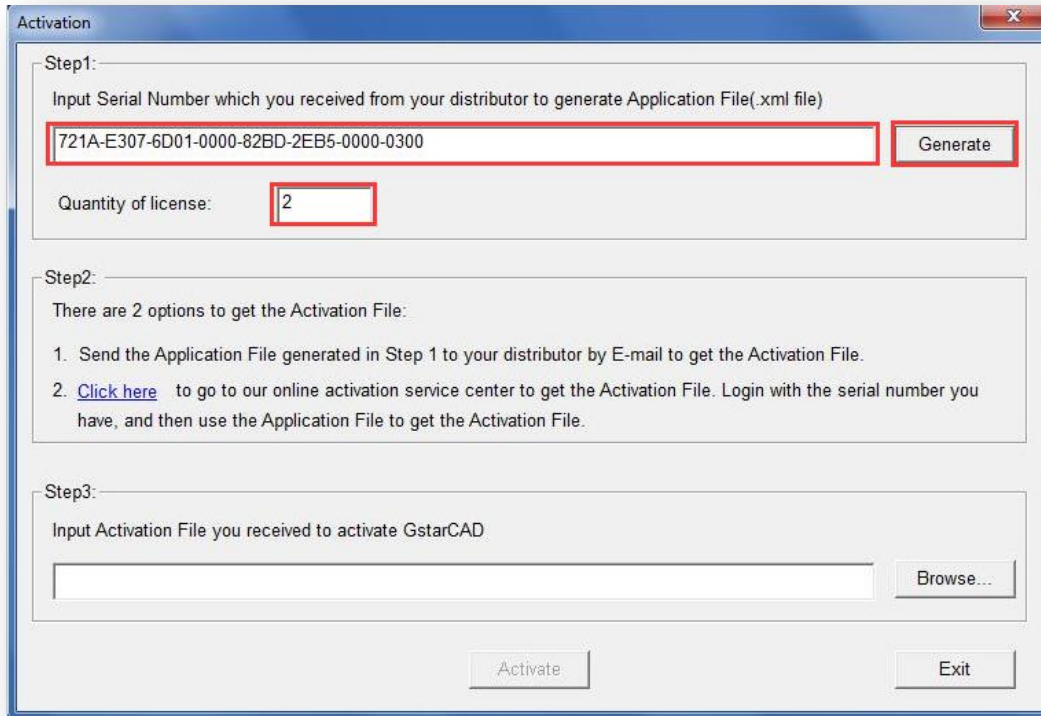 Activation
Step1:
Input Serial Number which you received from your distributor to generate Application File(.xml file)
721A-E307-6D01-0000-82BD-2EB5-0000-0300
Generate
Quantity of license:
2
Step2:
There are 2 options to get the Activation File:
1. Send the Application File generated in Step 1 to your distributor by E-mail to get the Activation File.
2. Click here to go to our online activation service center to get the Activation File. Login with the serial number you
have, and then use the Application File to get the Activation File.
Step3:
Input Activation File you received to activate GstarCAD
Browse...
Activate
Exit